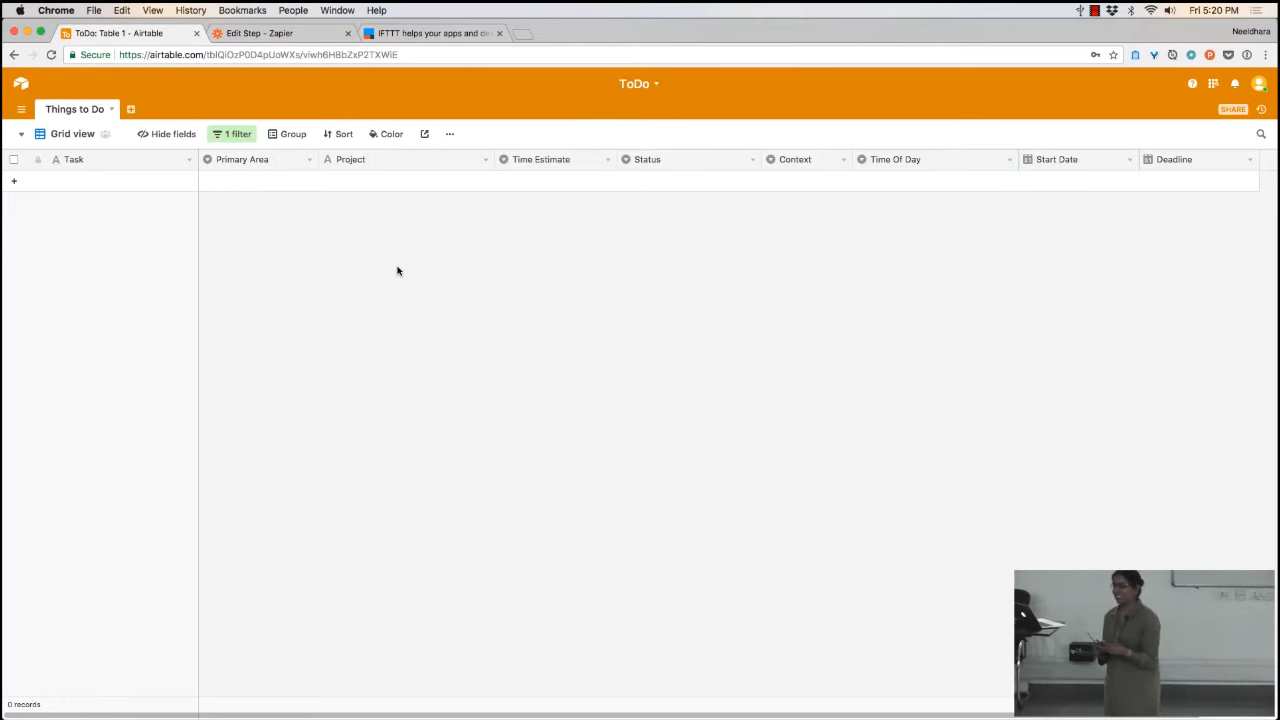 Chrome File Edit View History Bookmarks People Window Help Fri 5:20 PM
ToDo: Table 1 - Airtable Edit Step - Zapier IFTTT helps your apps and de Neeldhara
Secure https://airtable.com/tblQiOzP0D4pUoWXs/viwh6HBbZxP2TXWiE
ToDo
Things to Do SHARE
Grid view Hide fields 1 filter Group Sort Color
Task Primary Area Project Time Estimate Status Context Time Of Day Start Date Deadline
0 records